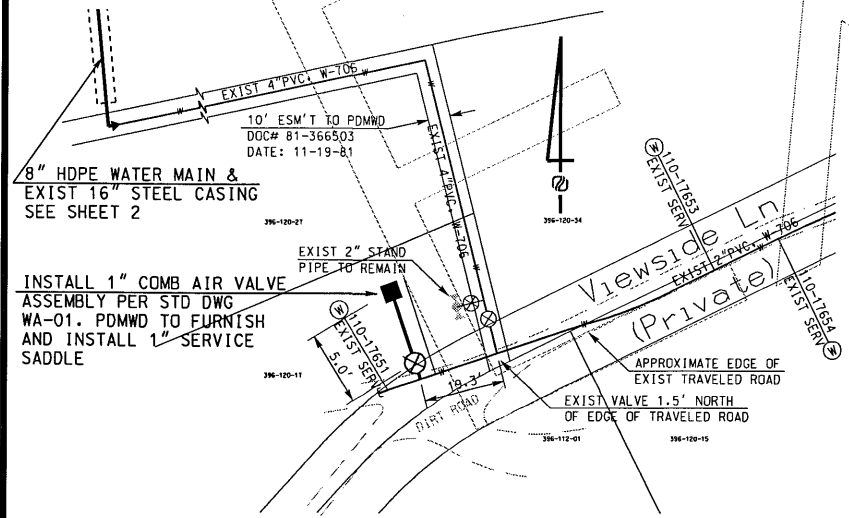 EXIST 4"PVC, W-706
W
W
10' ESM'T TO PDMWD
DOC# 81-366503
DATE: 11-19-81
EXIST 4"PVC, W-706
W
8" HDPE WATER MAIN &
EXIST 16" STEEL CASING
SEE SHEET 2
396-120-27
396-120-34
W 110-17653
EXIST SERV
Viewside Ln
(Private)
EXIST 2"PVC, W-706
EXIST 2" STAND
PIPE TO REMAIN
INSTALL 1" COMB AIR VALVE
ASSEMBLY PER STD DWG
WA-01. PDMWD TO FURNISH
AND INSTALL 1" SERVICE
SADDLE
W 110-17651
EXIST SERV
5.0'
396-120-17
W
W
19.3'
DIRT ROAD
110-17654
EXIST SERV W
APPROXIMATE EDGE OF
EXIST TRAVELED ROAD
EXIST VALVE 1.5' NORTH
OF EDGE OF TRAVELED ROAD
396-112-01
396-120-15